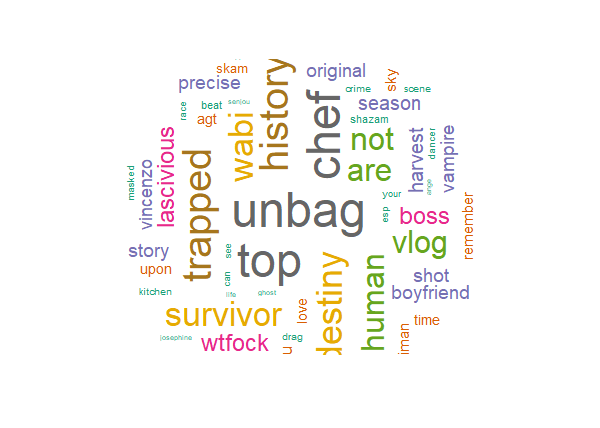 skam
history
original
sky
precise
chef
crime
scene
race
beat
senjou
season
agt
wabi
shazam
not
harvest
dancer
vampire
masked
vincenzo
lascivious
trapped
are
unbag
your
ange
esp
boss
remember
story
upon
see
can
top
destiny
human
vlog
shot
boyfriend
kitchen
life
ghost
survivor
love
time
iman
josephine
wtfock
u
drag